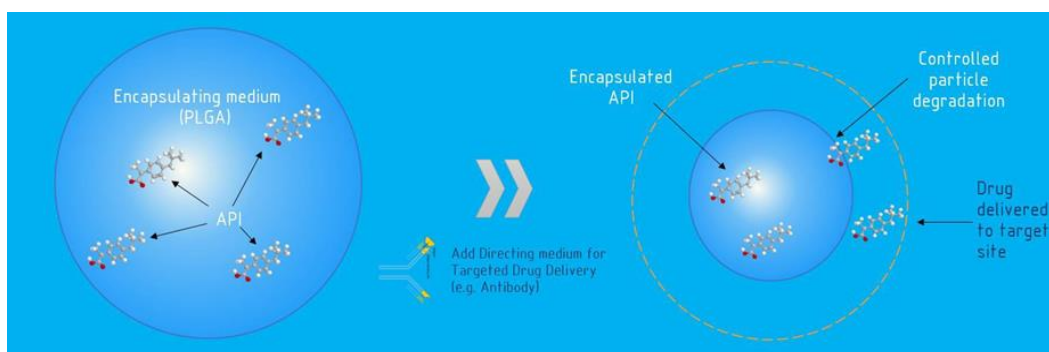 Encapsulating medium
(PLGA)
API
Add Directing medium for
Targeted Drug Delivery
(e.g. Antibody)
Encapsulated
API
Controlled
particle
degradation
Drug
delivered
to target
site